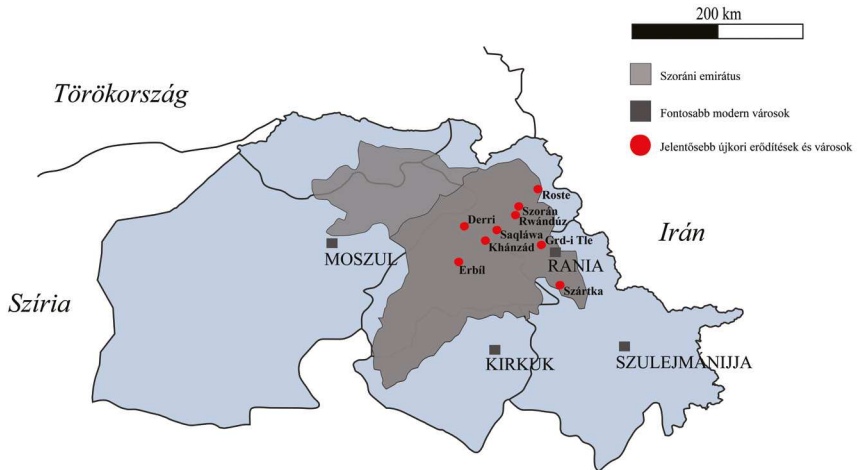 200 km
Szoráni emirátus
Fontosabb modern városok
Jelentősebb újkori erődítések és városok
Törökország
Roste
Szorán
Rwándúz
Derri
Saqláwa
Khánzád
Grd-i Tle
Irán
MOSZUL
RANIA
Erbíl
Szártka
Szíria
KIRKUK
SZULEJMÁNIJJA